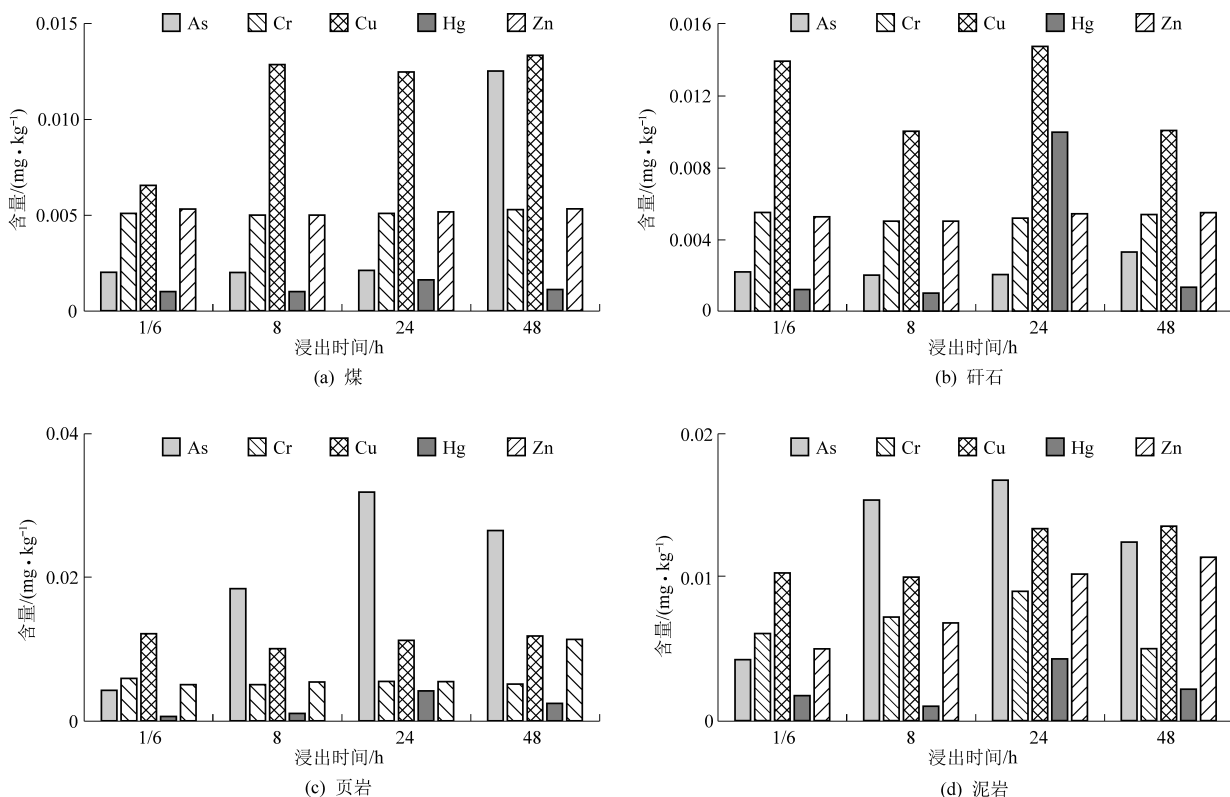 As Cr Cu Hg Zn
0.015
0.010
0.005
0
含量/(mg·kg⁻¹)
1/6 8 24 48
浸出时间/h
(a) 煤
As Cr Cu Hg Zn
0.016
0.012
0.008
0.004
0
含量/(mg·kg⁻¹)
1/6 8 24 48
浸出时间/h
(b) 矸石
As Cr Cu Hg Zn
0.04
0.02
0
含量/(mg·kg⁻¹)
1/6 8 24 48
浸出时间/h
(c) 页岩
As Cr Cu Hg Zn
0.02
0.01
0
含量/(mg·kg⁻¹)
1/6 8 24 48
浸出时间/h
(d) 泥岩